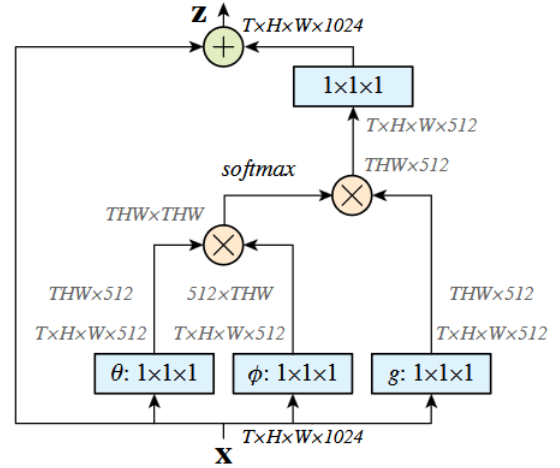 z
T×H×W×1024
+
1×1×1
T×H×W×512
THW×512
softmax
×
THW×THW
×
THW×512
512×THW
THW×512
T×H×W×512
T×H×W×512
T×H×W×512
θ: 1×1×1
ϕ: 1×1×1
g: 1×1×1
T×H×W×1024
x